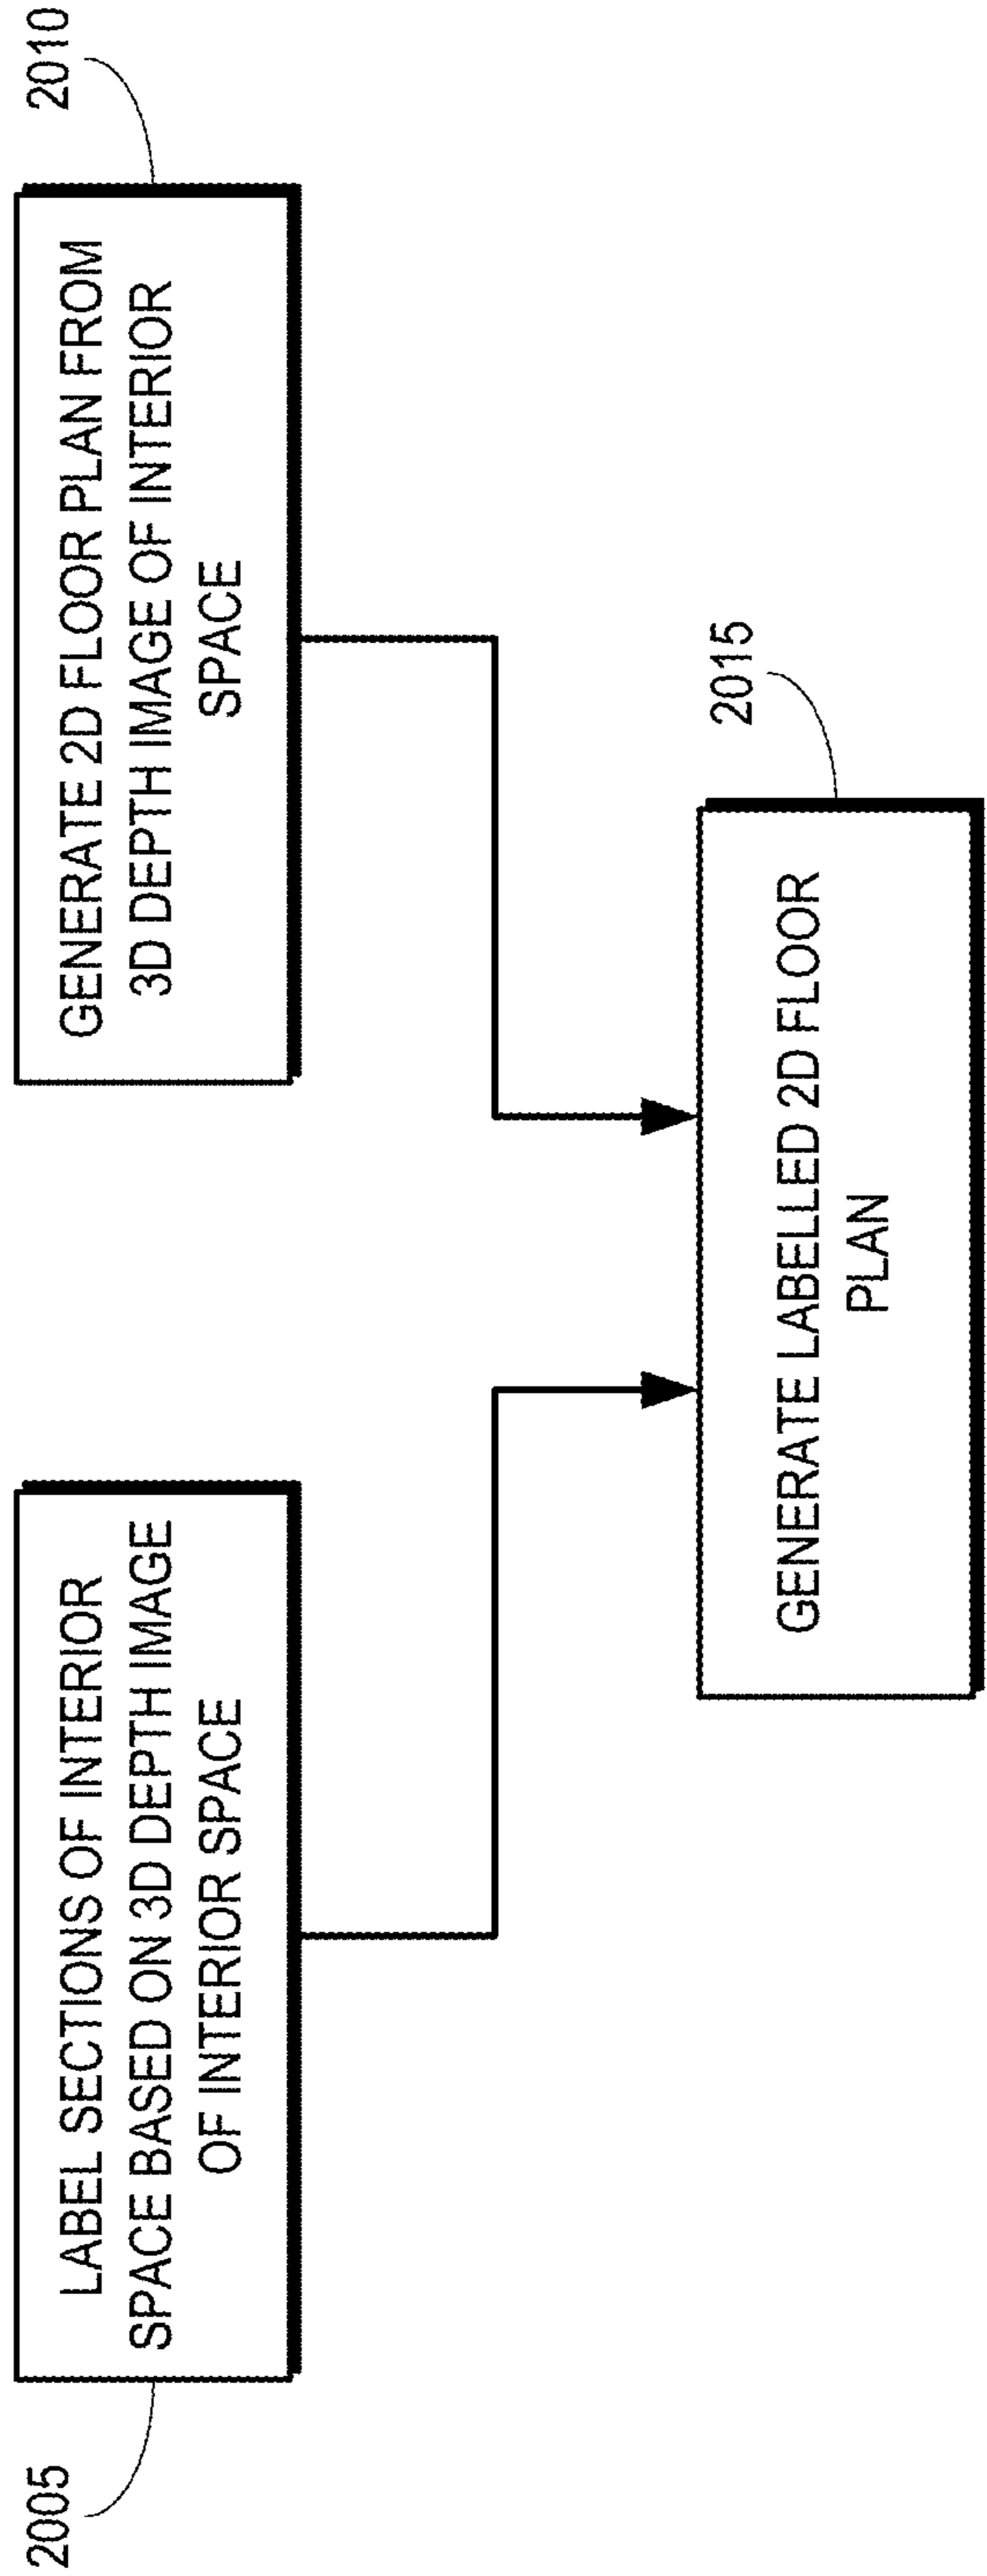 2005
LABEL SECTIONS OF INTERIOR
SPACE BASED ON 3D DEPTH IMAGE
OF INTERIOR SPACE
2010
GENERATE 2D FLOOR PLAN FROM
3D DEPTH IMAGE OF INTERIOR
SPACE
2015
GENERATE LABELLED 2D FLOOR
PLAN